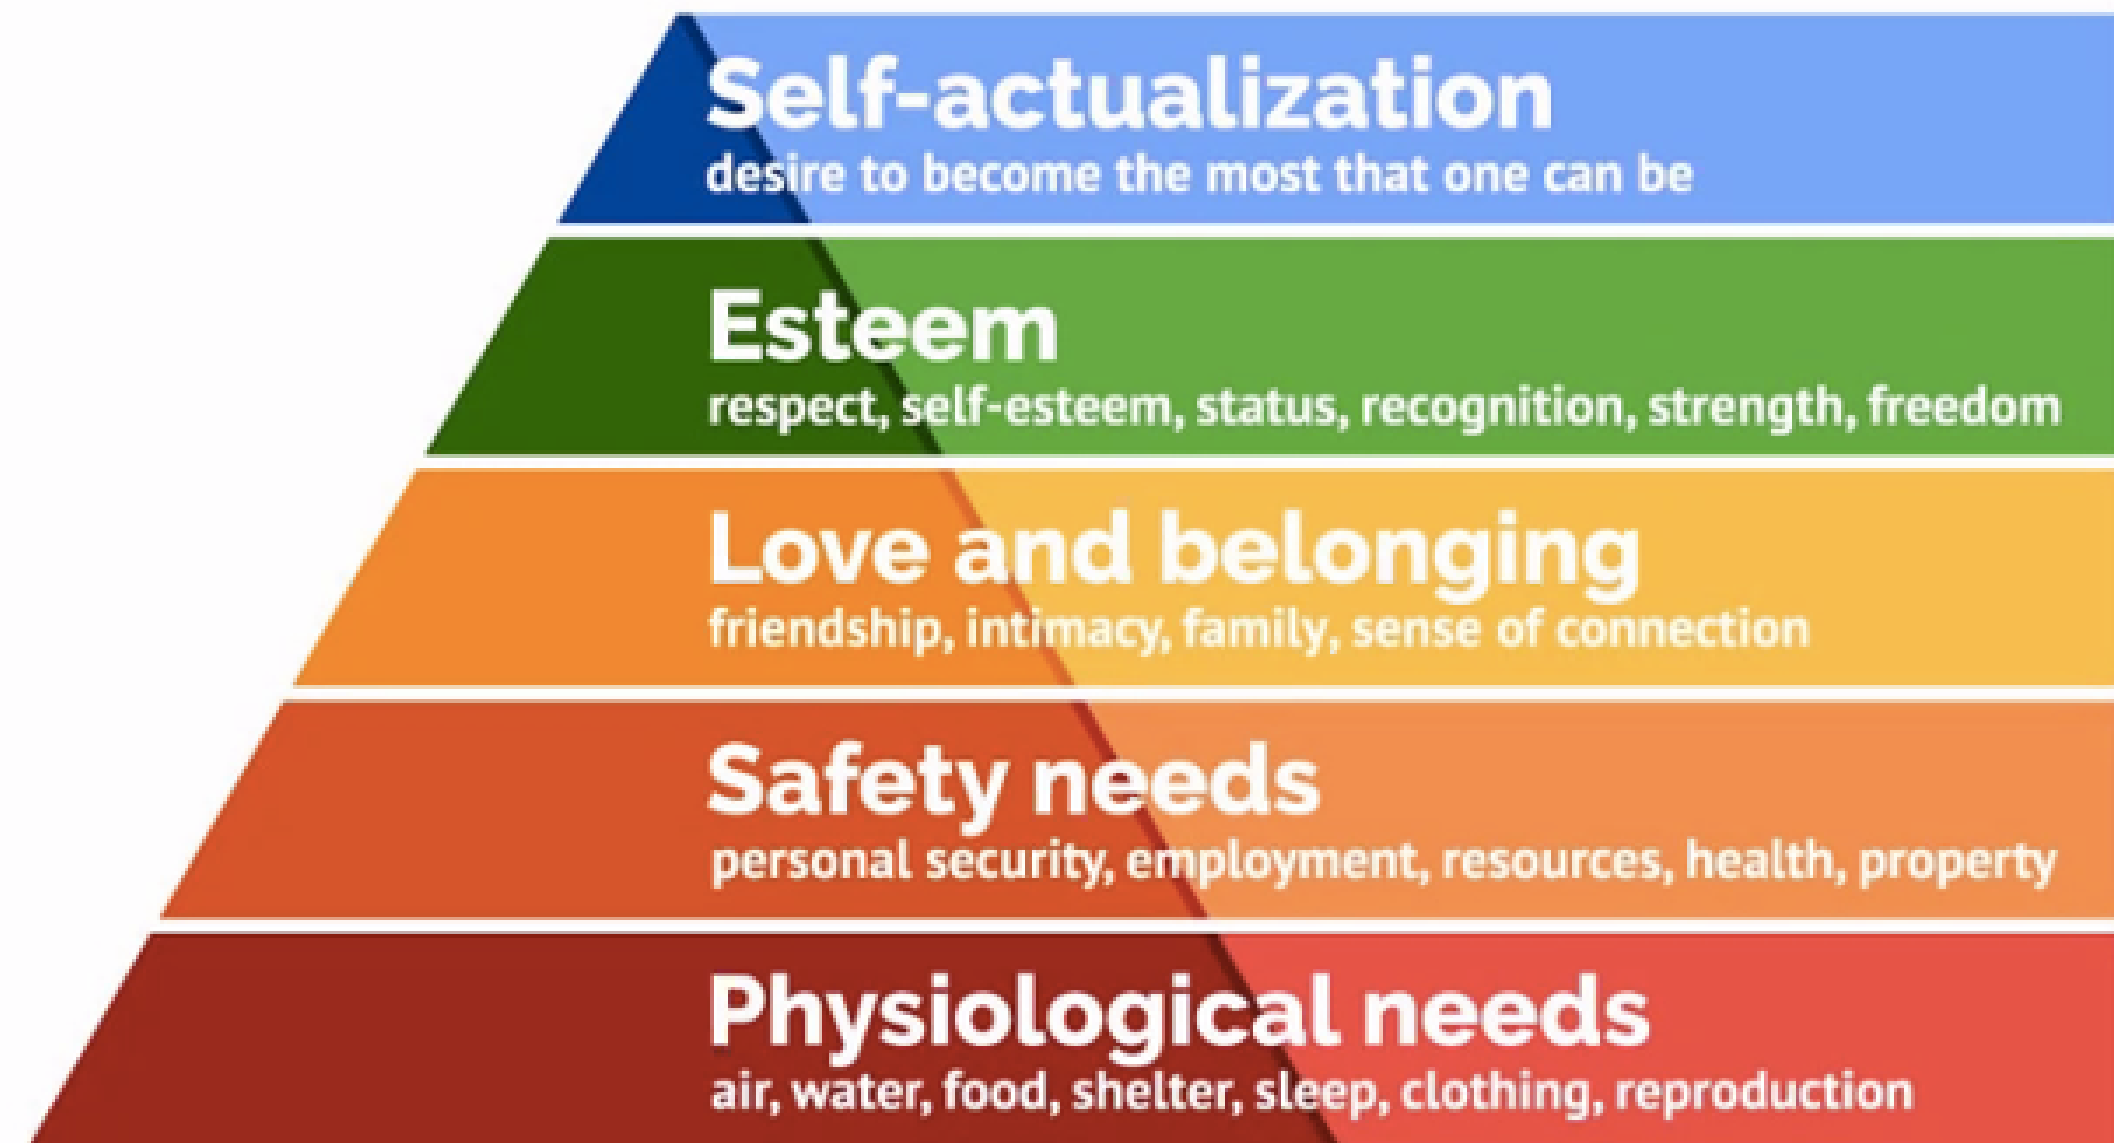 Self-actualization
desire to become the most that one can be
Esteem
respect, self-esteem, status, recognition, strength, freedom
Love and belonging
friendship, intimacy, family, sense of connection
Safety needs
personal security, employment, resources, health, property
Physiological needs
air, water, food, shelter, sleep, clothing, reproduction